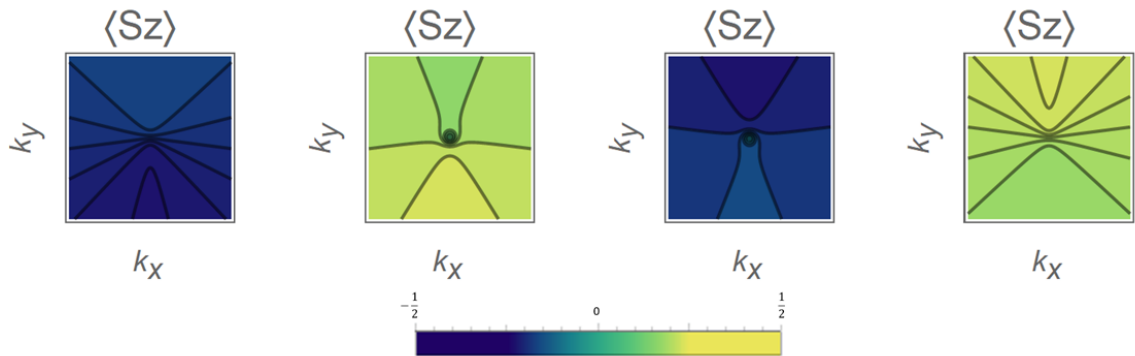 ⟨Sz⟩ ⟨Sz⟩ ⟨Sz⟩ ⟨Sz⟩
ky ky ky ky
kx kx kx kx
-1/2 0 1/2